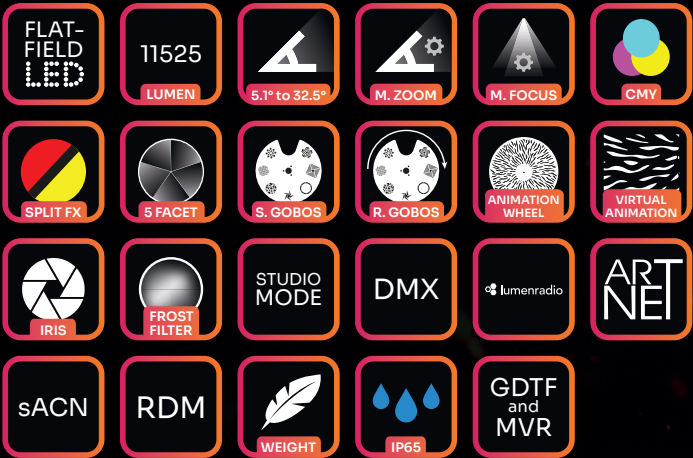 FLAT-
FIELD
LED
11525
LUMEN
5.1° to 32.5°
M. ZOOM
M. FOCUS
CMY
SPLIT FX
5 FACET
S. GOBOS
R. GOBOS
ANIMATION
WHEEL
VIRTUAL
ANIMATION
IRIS
FROST
FILTER
STUDIO
MODE
DMX
lumenradio
ART
NET
sACN
RDM
WEIGHT
IP65
GDTF
and
MVR